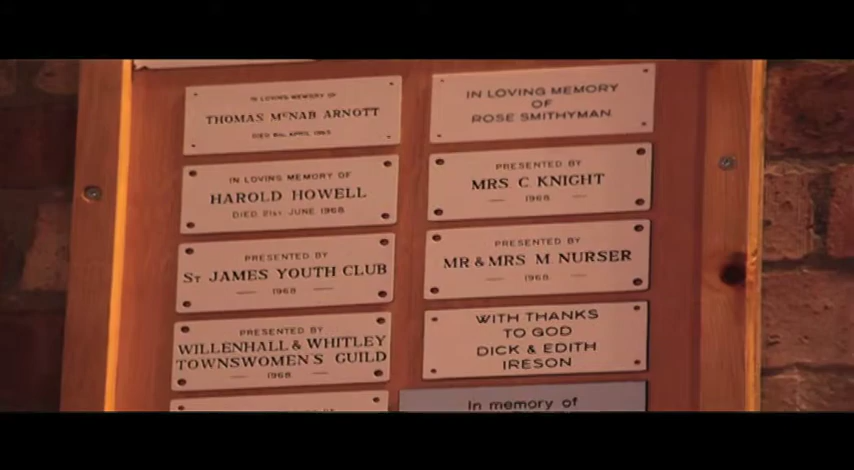 IN LOVING MEMORY OF
THOMAS McNAB ARNOTT
DIED APRIL
IN LOVING MEMORY OF
HAROLD HOWELL
DIED 21ST JUNE 1968
PRESENTED BY
ST JAMES YOUTH CLUB
1968
PRESENTED BY
WILLENHALL & WHITLEY
TOWNSWOMEN'S GUILD
1968
IN LOVING MEMORY
OF
ROSE SMITHYMAN
PRESENTED BY
MRS C KNIGHT
1968
PRESENTED BY
MR & MRS M NURSER
1968
WITH THANKS
TO GOD
DICK & EDITH
IRESON
In memory of